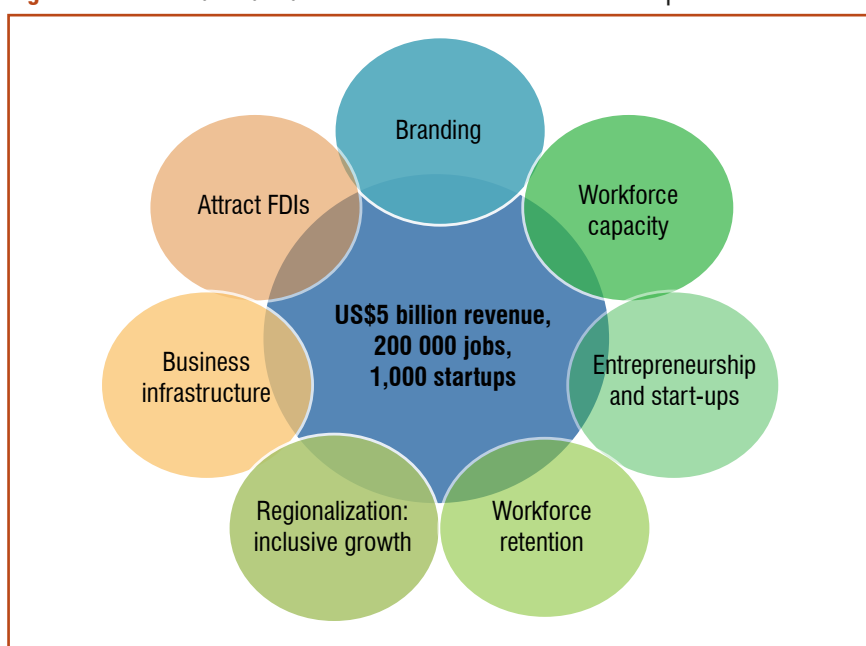 Branding
Workforce
capacity
Entrepreneurship
and start-ups
Workforce
retention
Regionalization:
inclusive growth
Business
infrastructure
Attract FDIs
US$5 billion revenue,
200 000 jobs,
1,000 startups